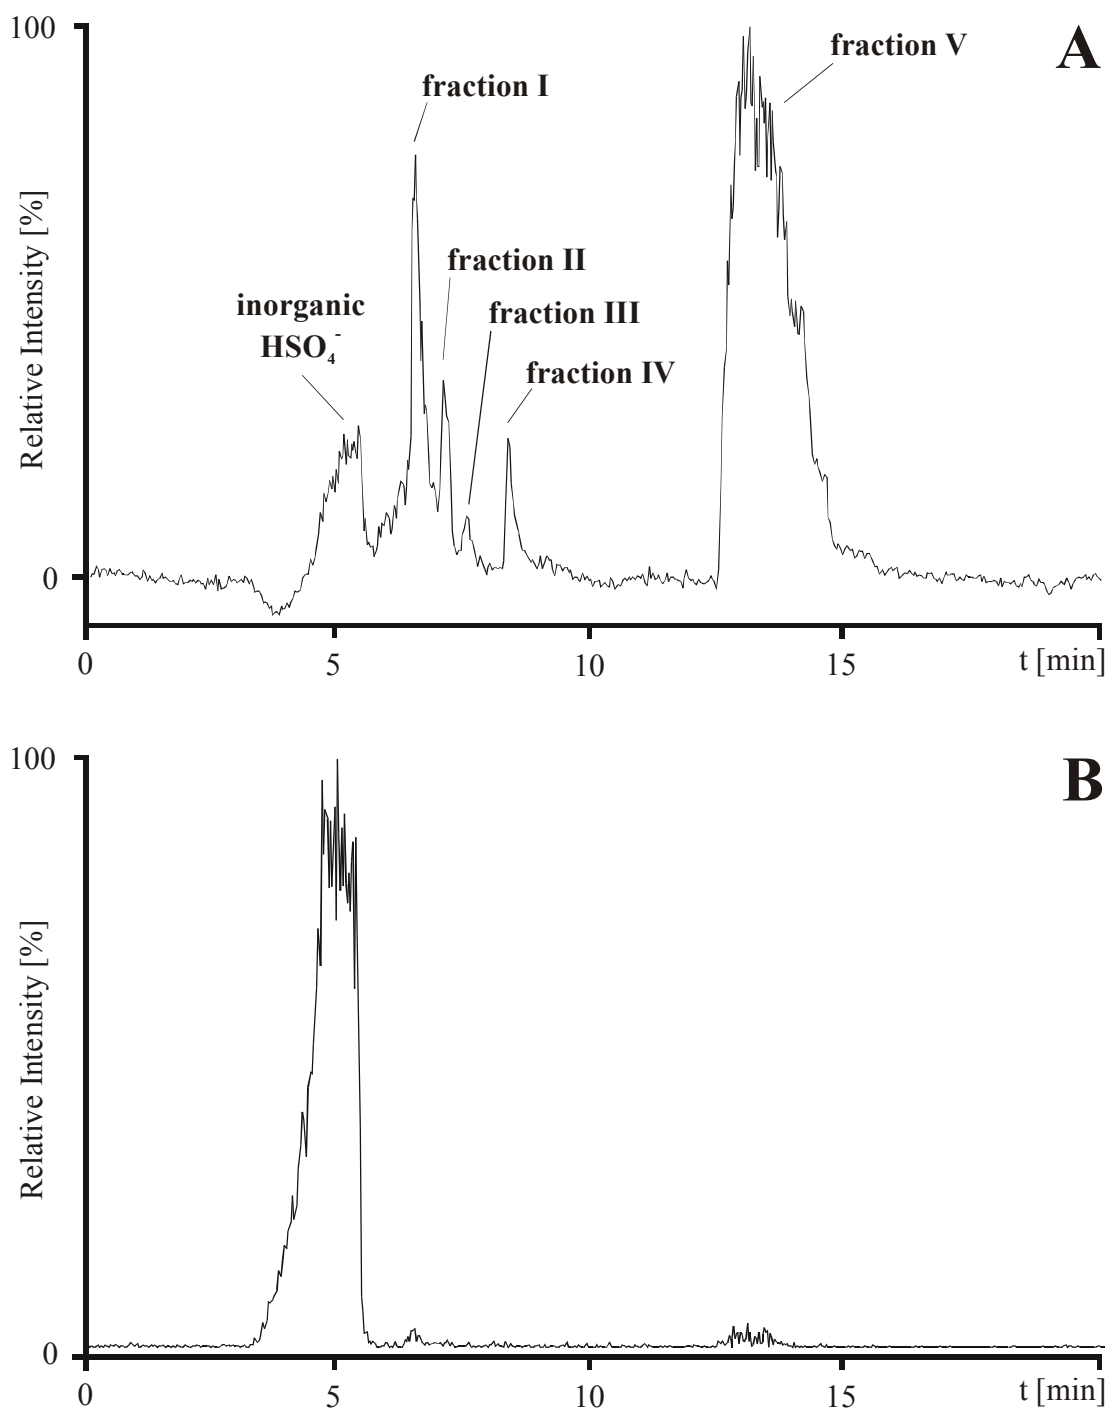 100
A
fraction V
fraction I
fraction II
inorganic
HSO₄⁻
fraction III
fraction IV
Relative Intensity [%]
0
0
5
10
15
t [min]
100
B
Relative Intensity [%]
0
0
5
10
15
t [min]